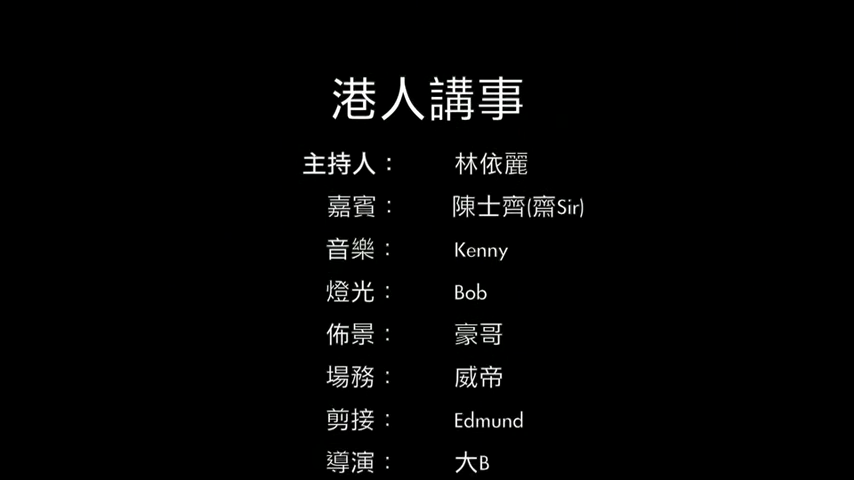 港人講事
主持人： 林依麗
嘉賓： 陳士齊(齋Sir)
音樂： Kenny
燈光： Bob
佈景： 豪哥
場務： 威帝
剪接： Edmund
導演： 大B